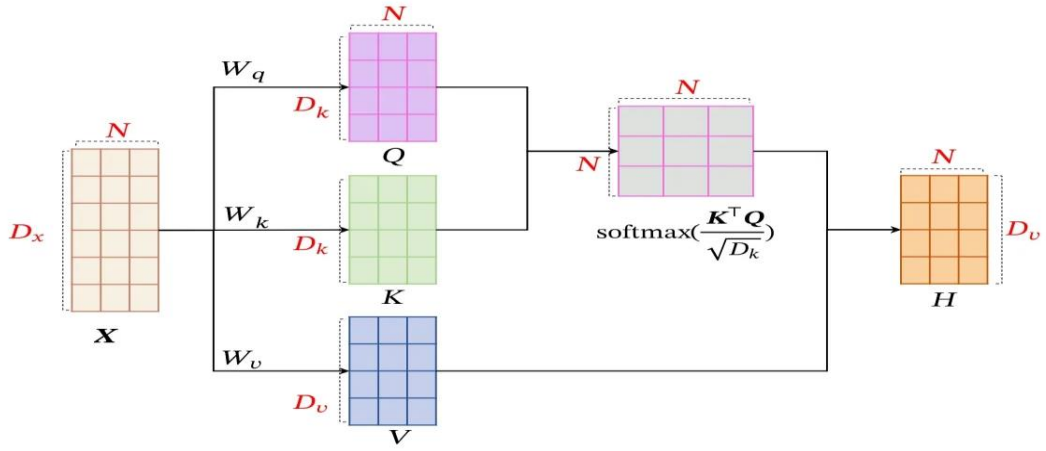 N
D_x
X
W_q
W_k
W_v
N
D_k
Q
D_k
K
D_v
V
N
N
softmax(K^⊤Q/√D_k)
N
D_v
H